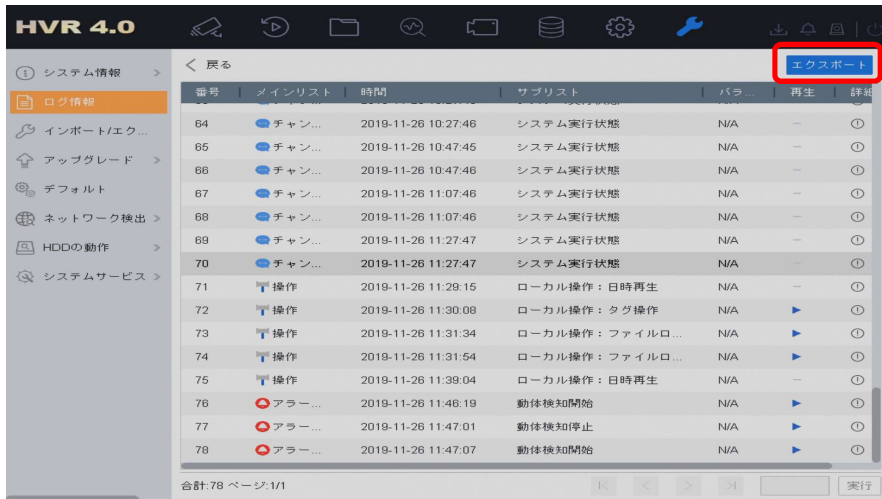 HVR 4.0
システム情報 >
ログ情報
インポート/エク...
アップグレード >
デフォルト
ネットワーク検出 >
HDDの動作 >
システムサービス >
< 戻る
エクスポート
番号 メインリスト 時間 サブリスト パラ... 再生 詳細
64 チャン... 2019-11-26 10:27:46 システム実行状態 N/A —
65 チャン... 2019-11-26 10:47:45 システム実行状態 N/A —
66 チャン... 2019-11-26 10:47:46 システム実行状態 N/A —
67 チャン... 2019-11-26 11:07:46 システム実行状態 N/A —
68 チャン... 2019-11-26 11:07:46 システム実行状態 N/A —
69 チャン... 2019-11-26 11:27:47 システム実行状態 N/A —
70 チャン... 2019-11-26 11:27:47 システム実行状態 N/A —
71 操作 2019-11-26 11:29:15 ローカル操作：日時再生 N/A —
72 操作 2019-11-26 11:30:08 ローカル操作：タグ操作 N/A
73 操作 2019-11-26 11:31:34 ローカル操作：ファイルロ... N/A
74 操作 2019-11-26 11:31:54 ローカル操作：ファイルロ... N/A
75 操作 2019-11-26 11:39:04 ローカル操作：日時再生 N/A —
76 アラー... 2019-11-26 11:46:19 動体検知開始 N/A
77 アラー... 2019-11-26 11:47:01 動体検知停止 N/A
78 アラー... 2019-11-26 11:47:07 動体検知開始 N/A
合計:78 ページ:1/1
実行